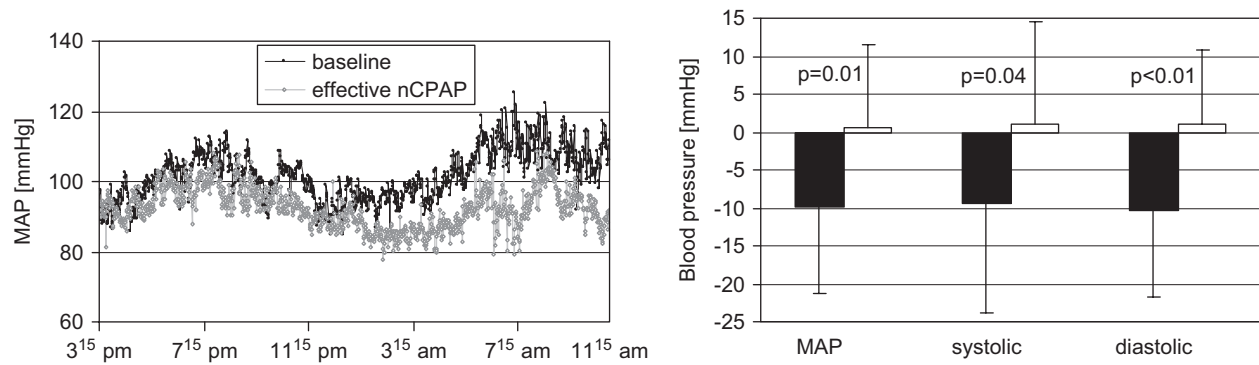 140
120
100
80
60
MAP [mmHg]
baseline
effective nCPAP
3¹⁵ pm
7¹⁵ pm
11¹⁵ pm
3¹⁵ am
7¹⁵ am
11¹⁵ am
15
10
5
0
-5
-10
-15
-20
-25
Blood pressure [mmHg]
p=0.01
p=0.04
p<0.01
MAP
systolic
diastolic